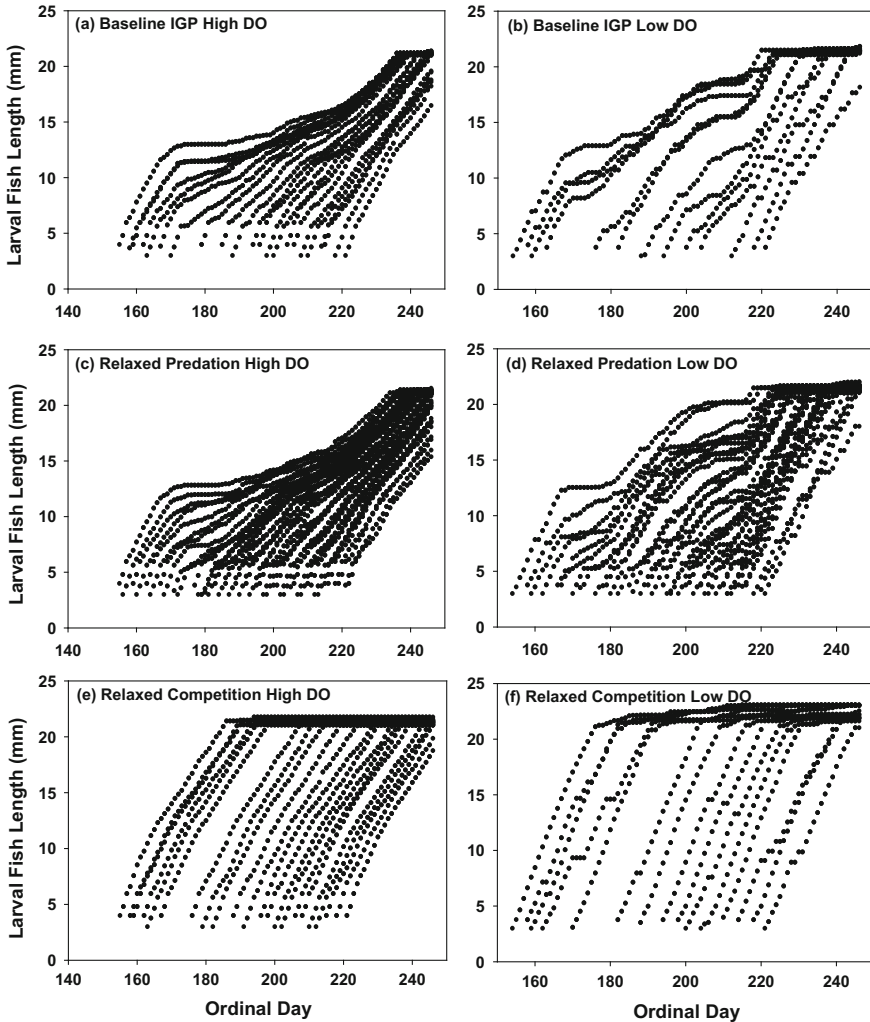 (a) Baseline IGP High DO
(b) Baseline IGP Low DO
25
20
15
10
5
0
Larval Fish Length (mm)
140 160 180 200 220 240
25
20
15
10
5
0
160 180 200 220 240
(c) Relaxed Predation High DO
(d) Relaxed Predation Low DO
25
20
15
10
5
0
Larval Fish Length (mm)
140 160 180 200 220 240
25
20
15
10
5
0
160 180 200 220 240
(e) Relaxed Competition High DO
(f) Relaxed Competition Low DO
25
20
15
10
5
0
Larval Fish Length (mm)
140 160 180 200 220 240
Ordinal Day
25
20
15
10
5
0
160 180 200 220 240
Ordinal Day